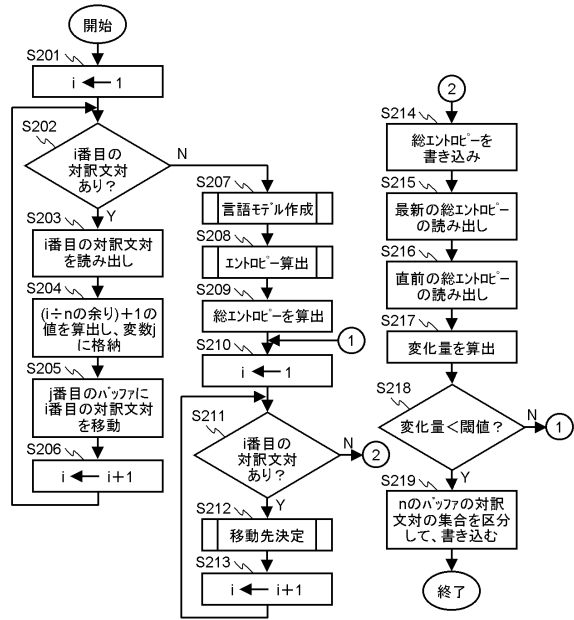 開始
S201
i ← 1
S202
i番目の
対訳文対
あり?
N
Y
S203
i番目の対訳文対
を読み出し
S204
(i÷nの余り)+1の
値を算出し、変数j
に格納
S205
j番目のﾊﾞｯﾌｧに
i番目の対訳文対
を移動
S206
i ← i+1
S207
言語モデル作成
S208
ｴﾝﾄﾛﾋﾟｰ算出
S209
総ｴﾝﾄﾛﾋﾟｰを算出
1
S210
i ← 1
S211
i番目の
対訳文対
あり?
N
2
Y
S212
移動先決定
S213
i ← i+1
2
S214
総ｴﾝﾄﾛﾋﾟｰを
書き込み
S215
最新の総ｴﾝﾄﾛﾋﾟｰ
の読み出し
S216
直前の総ｴﾝﾄﾛﾋﾟｰ
の読み出し
S217
変化量を算出
S218
変化量<閾値?
N
1
Y
S219
nのﾊﾞｯﾌｧの対訳
文対の集合を区分
して、書き込む
終了